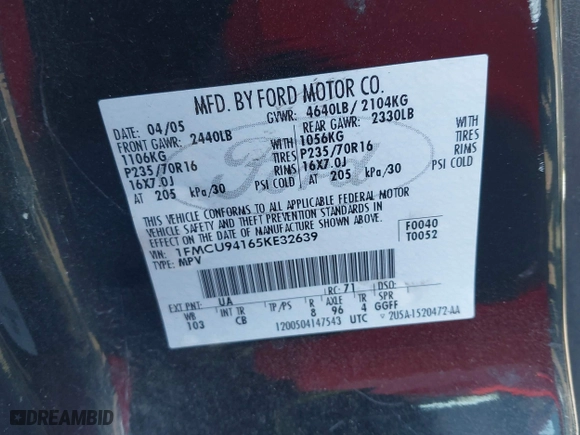 MFD. BY FORD MOTOR CO.
DATE 04/05 GVWR: 4640LB/ 2104KG
FRONT GAWR: 2440LB REAR GAWR: 2330LB
1106KG 1056KG
P235/70R16 TIRES P235/70R16 TIRES
16X7.0J RIMS 16X7.0J RIMS
AT 205 kPa/30 PSI COLD AT 205 kPa/30 PSI COLD
Ford
THIS VEHICLE CONFORMS TO ALL APPLICABLE FEDERAL MOTOR
VEHICLE SAFETY AND THEFT PREVENTION STANDARDS IN
EFFECT ON THE DATE OF MANUFACTURE SHOWN ABOVE.
VIN: 1FMCU94165KE32639 F0040
TYPE: MPV T0052
EXT PNT: UA RC: 71 DSO:
WB INT TR TP/PS R AXLE TR SPR
103 CB 8 96 4 GGFF
1200504147543 UTC 2U5A-1520472-AA
DREAMBID